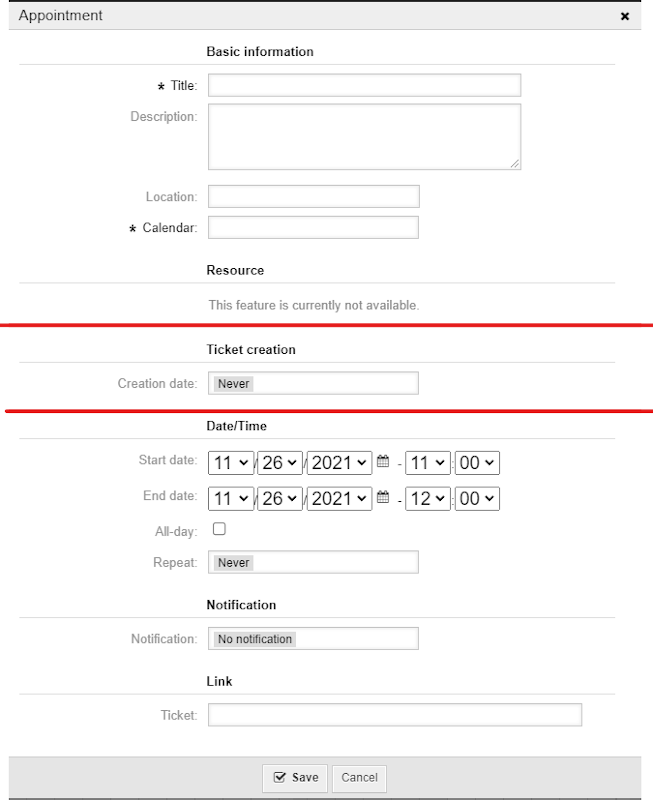 Appointment ×
Basic information
* Title:
Description:
Location:
* Calendar:
Resource
This feature is currently not available.
Ticket creation
Creation date: Never
Date/Time
Start date: 11 / 26 / 2021 - 11 : 00
End date: 11 / 26 / 2021 - 12 : 00
All-day:
Repeat: Never
Notification
Notification: No notification
Link
Ticket:
Save Cancel